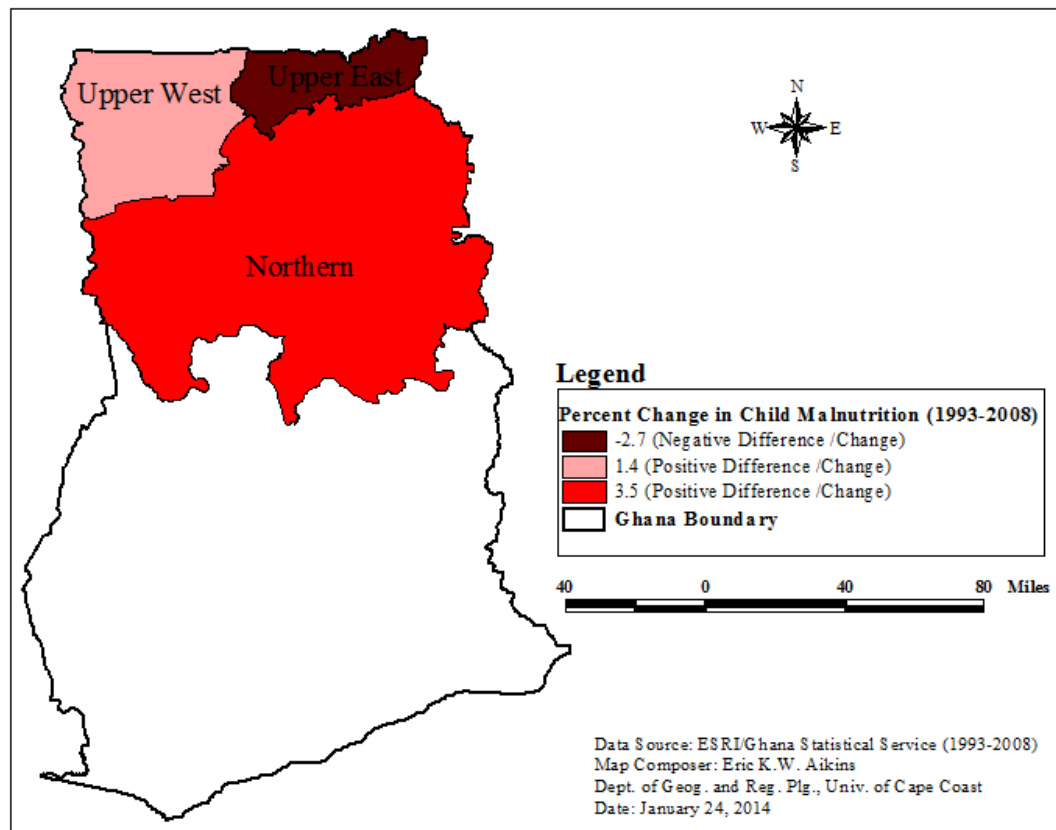 Upper West
Upper East
Northern
N
W
E
S
Legend
Percent Change in Child Malnutrition (1993-2008)
-2.7 (Negative Difference /Change)
1.4 (Positive Difference /Change)
3.5 (Positive Difference /Change)
Ghana Boundary
40 0 40 80 Miles
Data Source: ESRI/Ghana Statistical Service (1993-2008)
Map Composer: Eric K.W. Aikins
Dept. of Geog. and Reg. Plg., Univ. of Cape Coast
Date: January 24, 2014